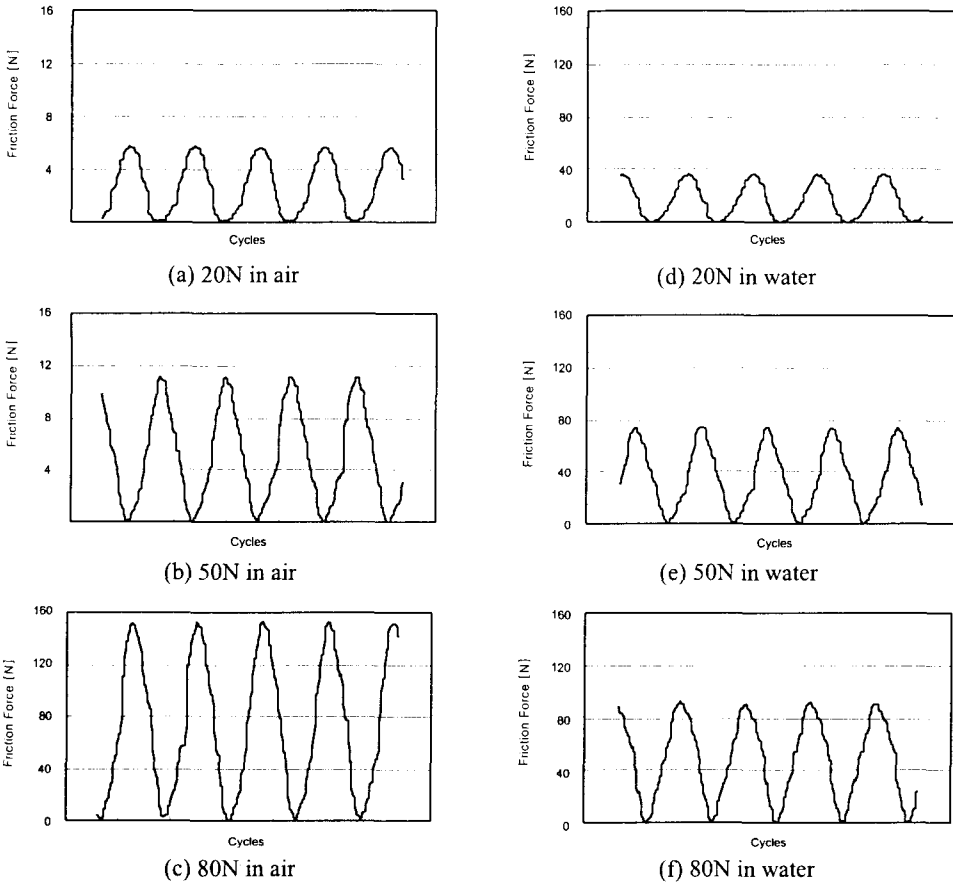 16
12
8
4
Friction Force [N]
Cycles
(a) 20N in air
160
120
80
40
0
Friction Force [N]
Cycles
(d) 20N in water
16
12
8
4
Friction Force [N]
Cycles
(b) 50N in air
160
120
80
40
0
Friction Force [N]
Cycles
(e) 50N in water
160
120
80
40
0
Friction Force [N]
Cycles
(c) 80N in air
160
120
80
40
0
Friction Force [N]
Cycles
(f) 80N in water